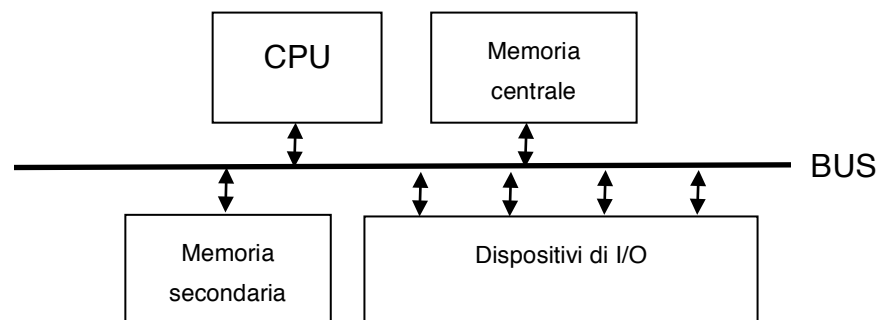 CPU
Memoria
centrale
BUS
Memoria
secondaria
Dispositivi di I/O